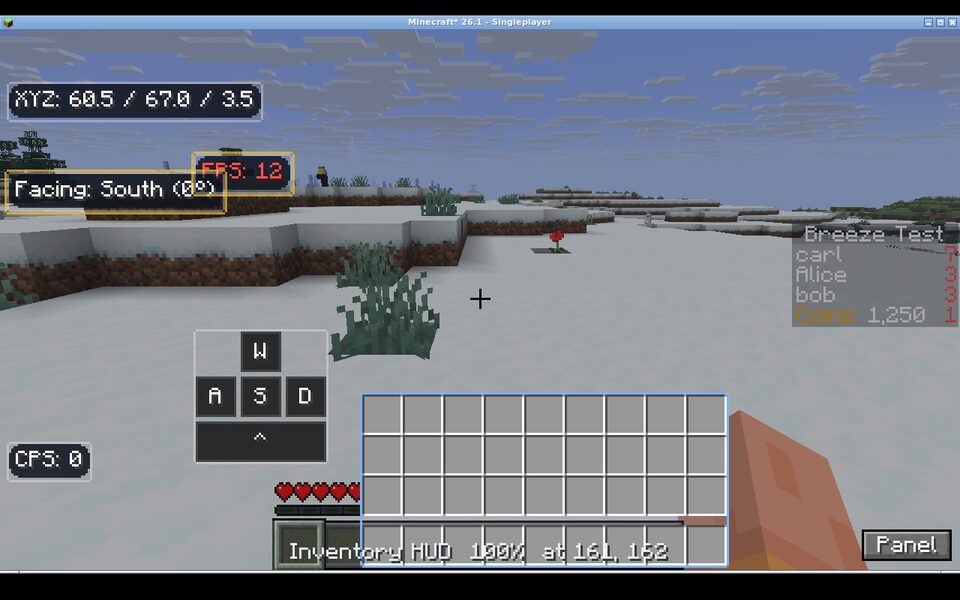 Minecraft* 26.1 - Singleplayer
XYZ: 60.5 / 67.0 / 3.5
FPS: 12
Facing: South (0°)
Breeze Test
carl 7
Alice 3
bob 3
Coins: 1,250 1
W
A S D
^
CPS: 0
Inventory HUD 100% at 161, 162
Panel